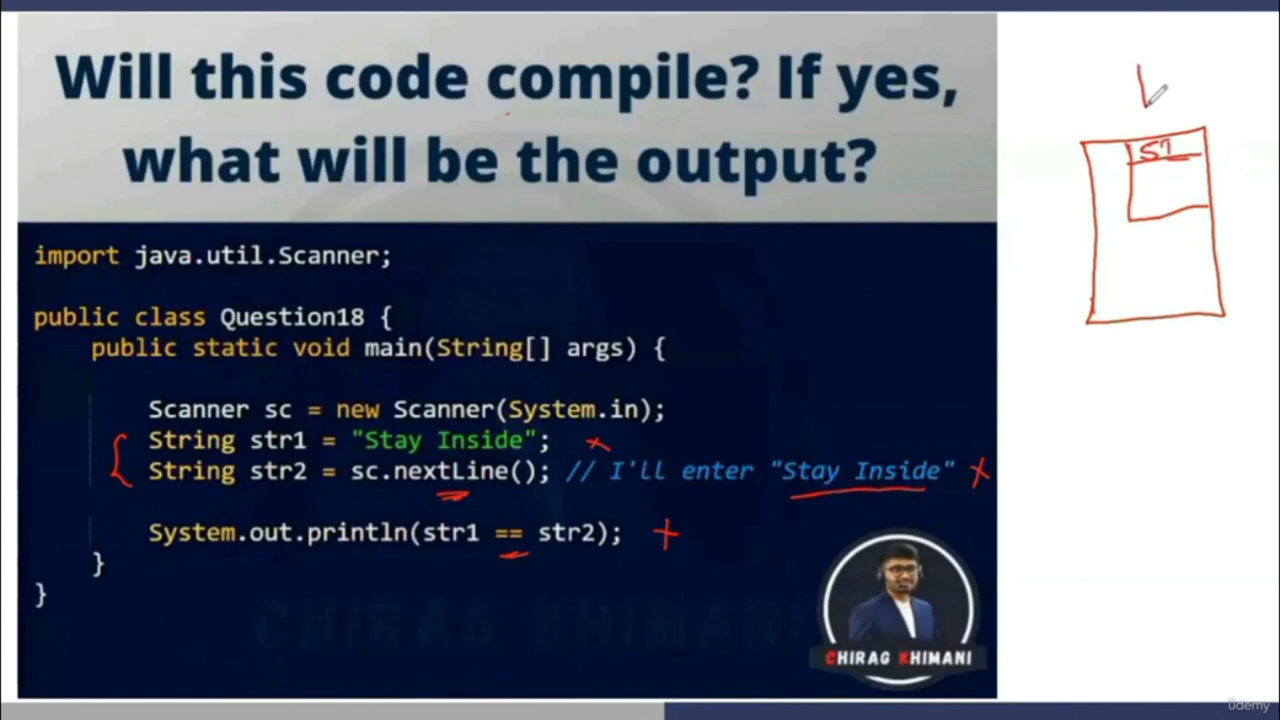 Will this code compile? If yes,
what will be the output?
import java.util.Scanner;
public class Question18 {
public static void main(String[] args) {
Scanner sc = new Scanner(System.in);
String str1 = "Stay Inside";
String str2 = sc.nextLine(); // I'll enter "Stay Inside"
System.out.println(str1 == str2);
}
}
CHIRAG KHIMANI
CHIRAG KHIMANI
udemy